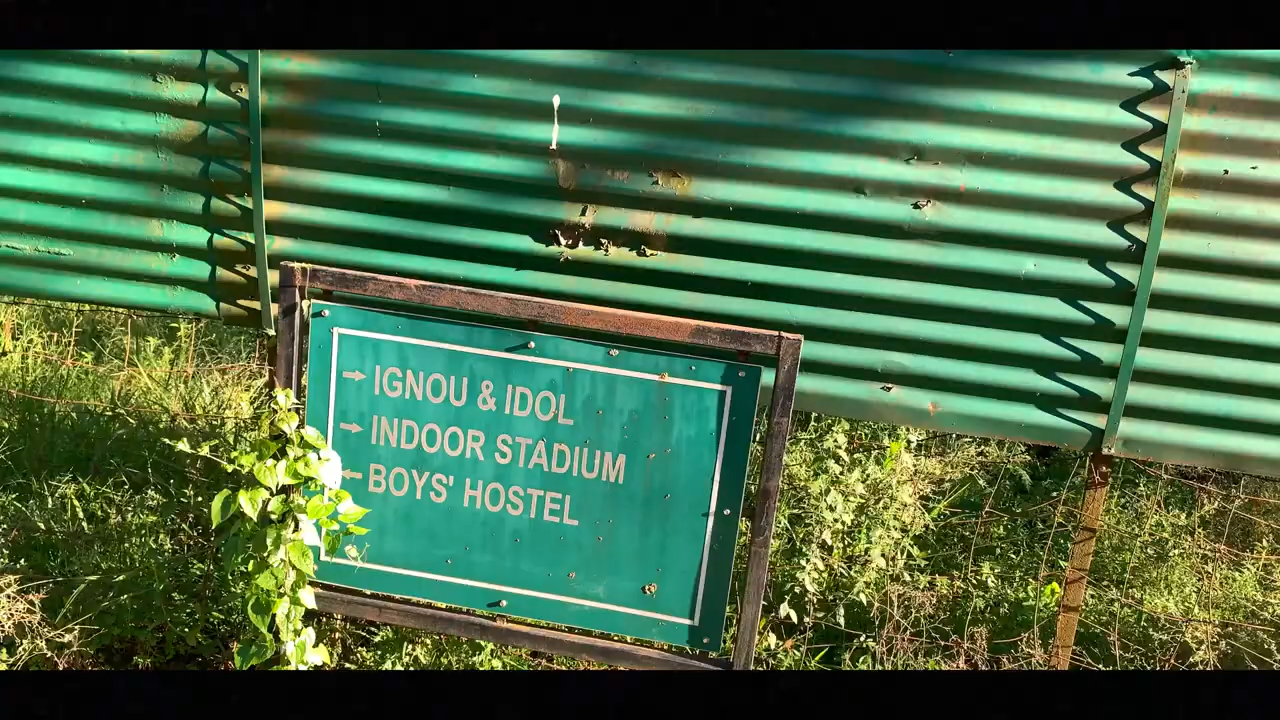 → IGNOU & IDOL
→ INDOOR STADIUM
← BOYS' HOSTEL